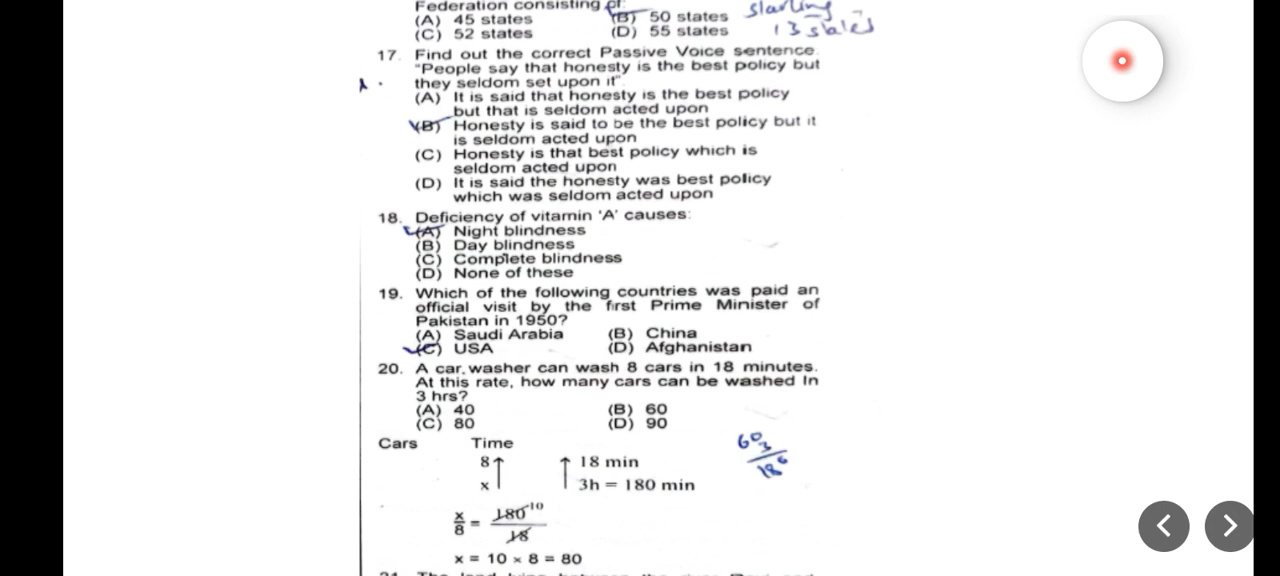 Federation consisting of:
(A) 45 states (B) 50 states
(C) 52 states (D) 55 states
starting
13 states
17. Find out the correct Passive Voice sentence.
"People say that honesty is the best policy but
they seldom set upon it".
(A) It is said that honesty is the best policy
but that is seldom acted upon
(B) Honesty is said to be the best policy but it
is seldom acted upon
(C) Honesty is that best policy which is
seldom acted upon
(D) It is said the honesty was best policy
which was seldom acted upon
18. Deficiency of vitamin 'A' causes:
(A) Night blindness
(B) Day blindness
(C) Complete blindness
(D) None of these
19. Which of the following countries was paid an
official visit by the first Prime Minister of
Pakistan in 1950?
(A) Saudi Arabia (B) China
(C) USA (D) Afghanistan
20. A car, washer can wash 8 cars in 18 minutes.
At this rate, how many cars can be washed In
3 hrs?
(A) 40 (B) 60
(C) 80 (D) 90
Cars Time
8↑ ↑ 18 min
x 3h = 180 min
60 3
18 6
x/8 = 180 10/18
x = 10 × 8 = 80